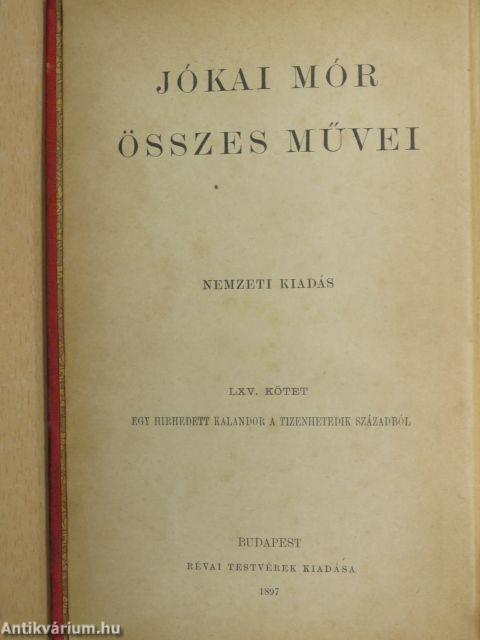 JÓKAI MÓR
ÖSSZES MŰVEI
NEMZETI KIADÁS
LXV. KÖTET
EGY HIRHEDETT KALANDOR A TIZENHETEDIK SZÁZADBÓL
BUDAPEST
RÉVAI TESTVÉREK KIADÁSA
1897
Antikvárium.hu